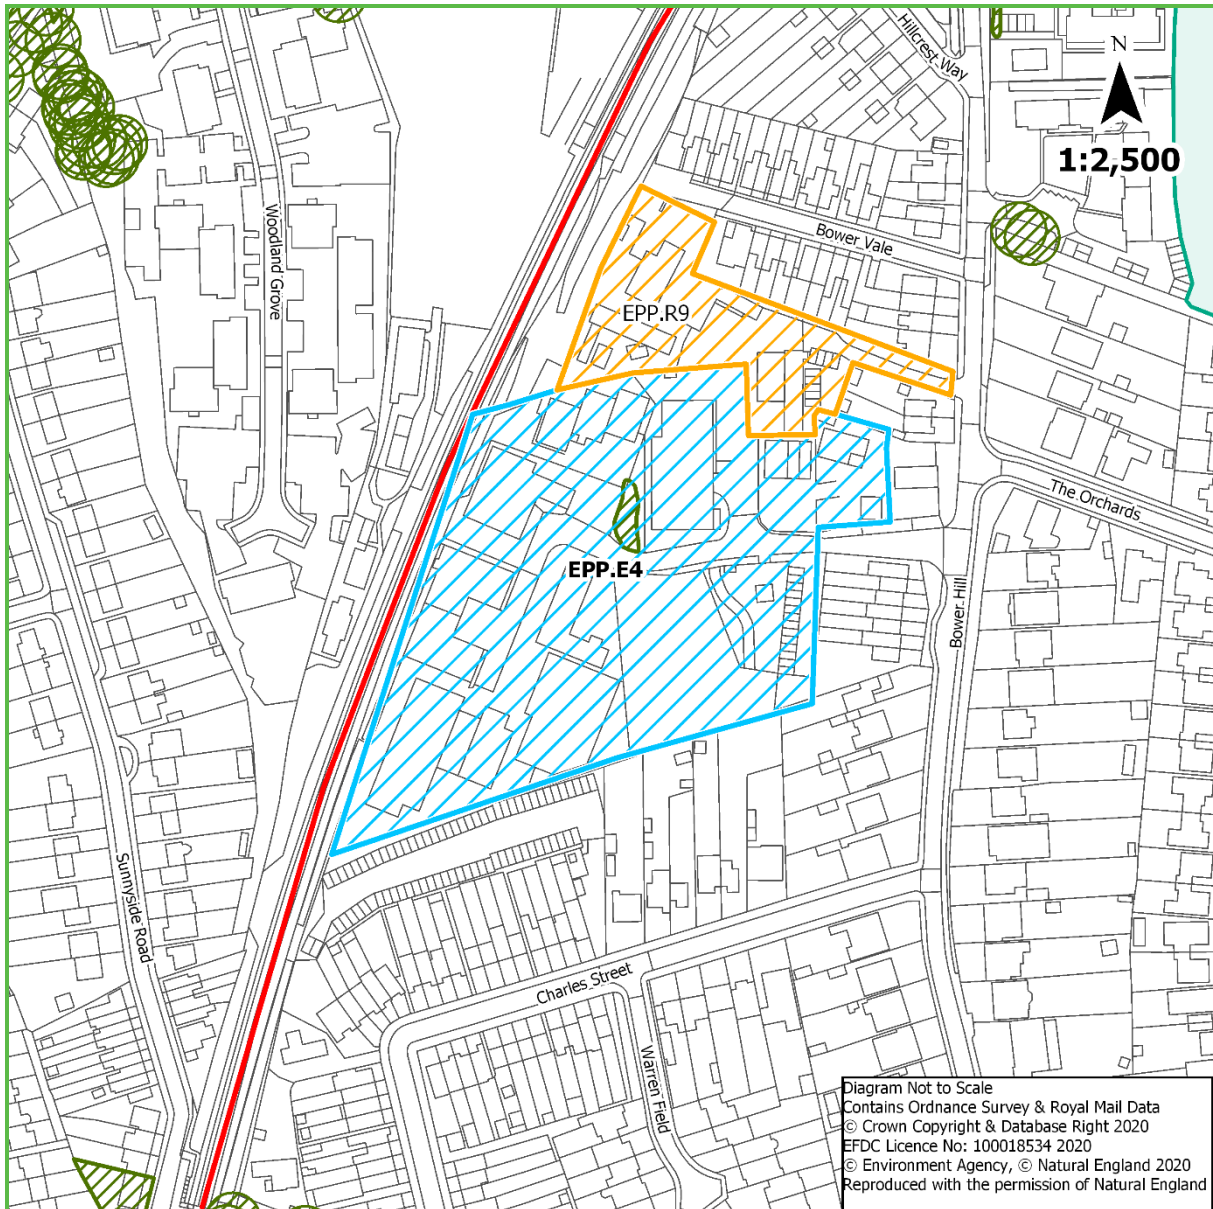 Hillcrest Way
N
1:2,500
Woodland Grove
Bower Vale
EPP.R9
The Orchards
EPP.E4
Bower Hill
Sunnyside Road
Charles Street
Warren Field
Diagram Not to Scale
Contains Ordnance Survey & Royal Mail Data
© Crown Copyright & Database Right 2020
EFDC Licence No: 100018534 2020
© Environment Agency, © Natural England 2020
Reproduced with the permission of Natural England